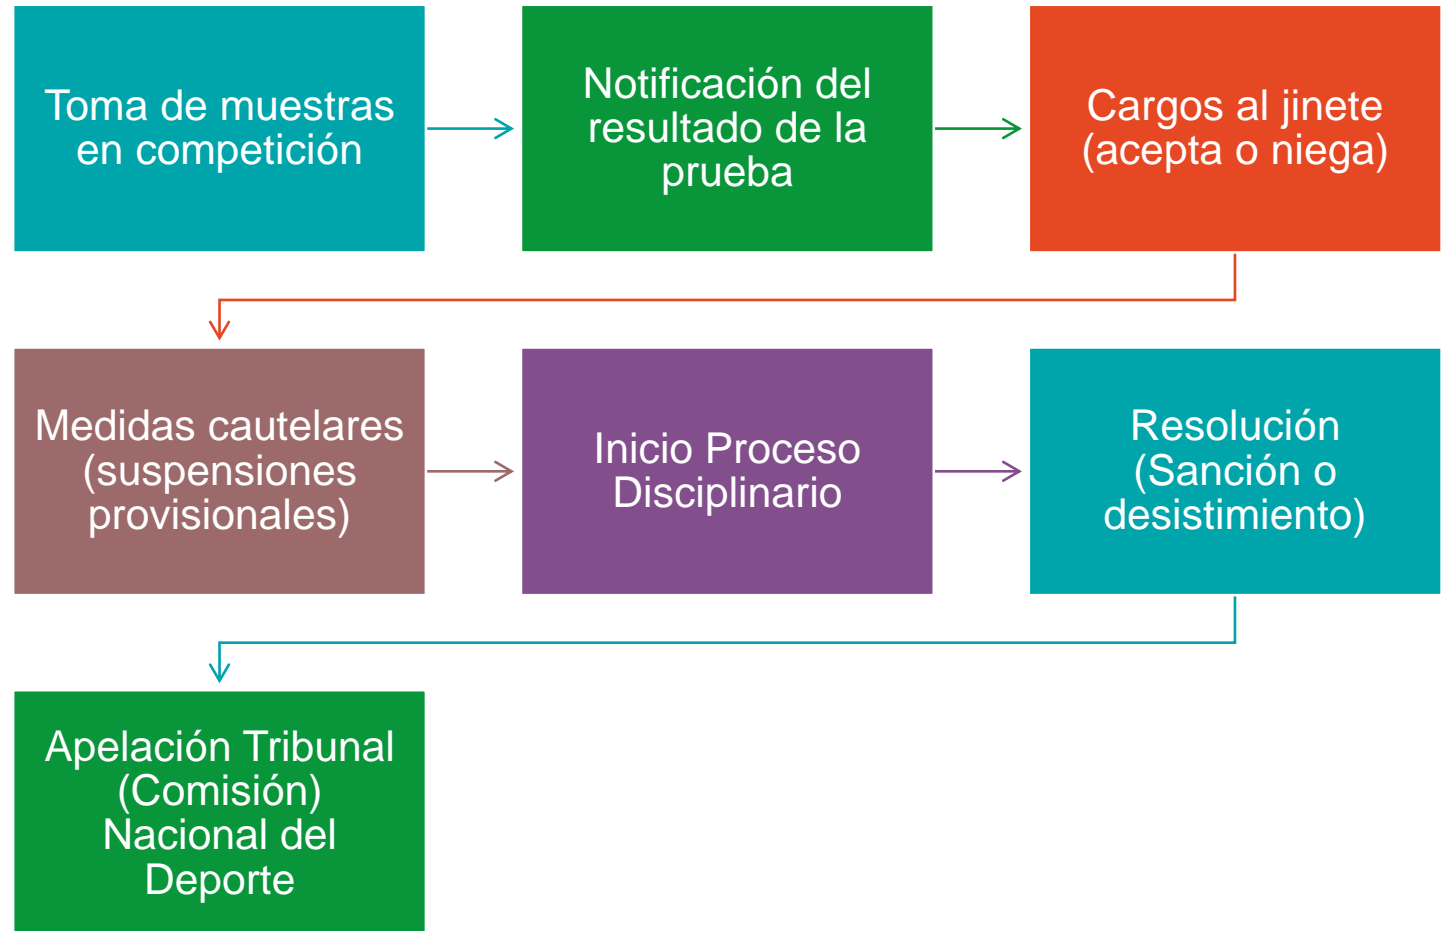 Toma de muestras
en competición
Notificación del
resultado de la
prueba
Cargos al jinete
(acepta o niega)
Medidas cautelares
(suspensiones
provisionales)
Inicio Proceso
Disciplinario
Resolución
(Sanción o
desistimiento)
Apelación Tribunal
(Comisión)
Nacional del
Deporte